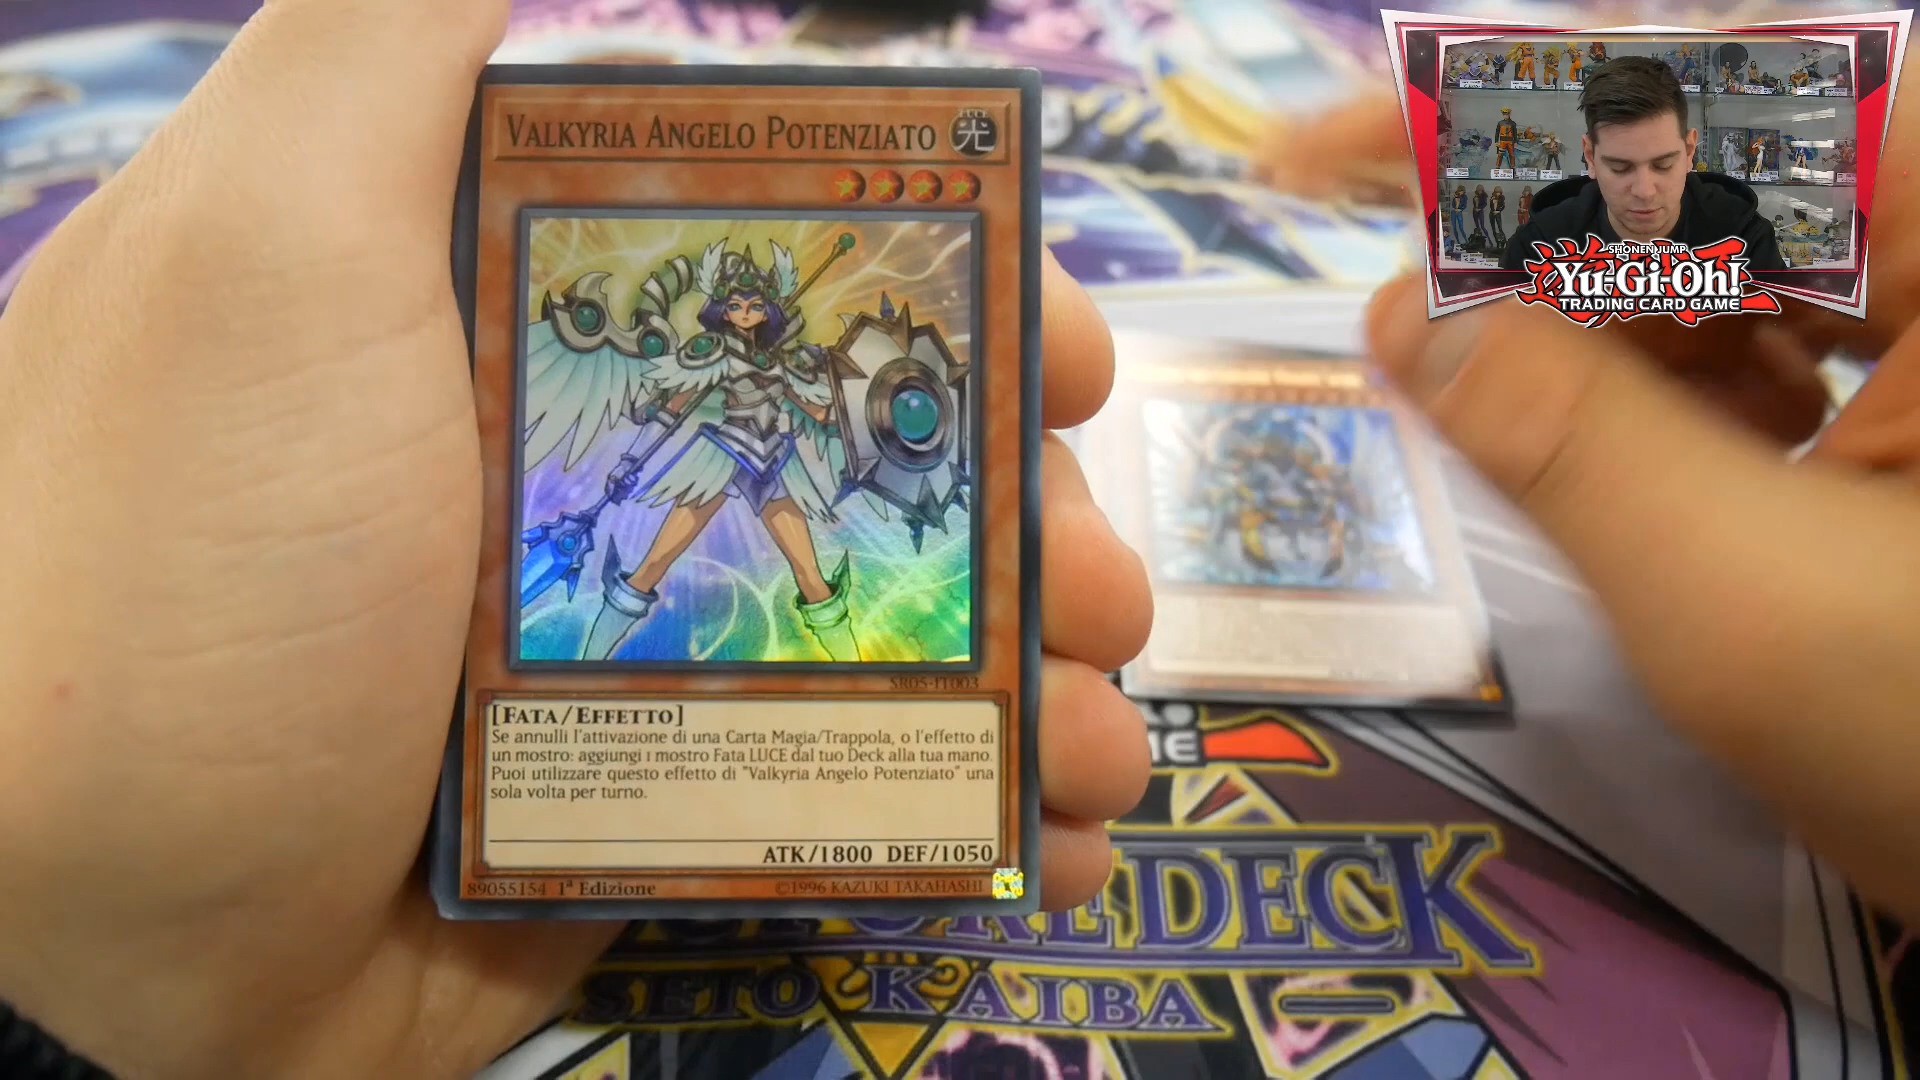 VALKYRIA ANGELO POTENZIATO
光
SR05-IT003
[FATA/EFFETTO]
Se annulli l'attivazione di una Carta Magia/Trappola, o l'effetto di
un mostro: aggiungi 1 mostro Fata LUCE dal tuo Deck alla tua mano.
Puoi utilizzare questo effetto di "Valkyria Angelo Potenziato" una
sola volta per turno.
ATK/1800 DEF/1050
89055154 1ª Edizione
©1996 KAZUKI TAKAHASHI
SHONEN JUMP
Yu-Gi-Oh!
TRADING CARD GAME
DECK
SETO KAIBA